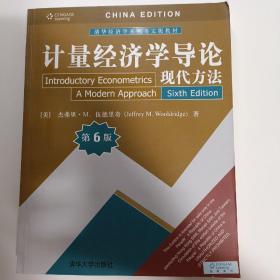 CENGAGE Learning
CHINA EDITION
清华经济学系列英文版教材
计量经济学导论
Introductory Econometrics
A Modern Approach
现代方法
Sixth Edition
[美] 杰弗里·M. 伍德里奇 (Jeffrey M. Wooldridge) 著
第6版
清华大学出版社